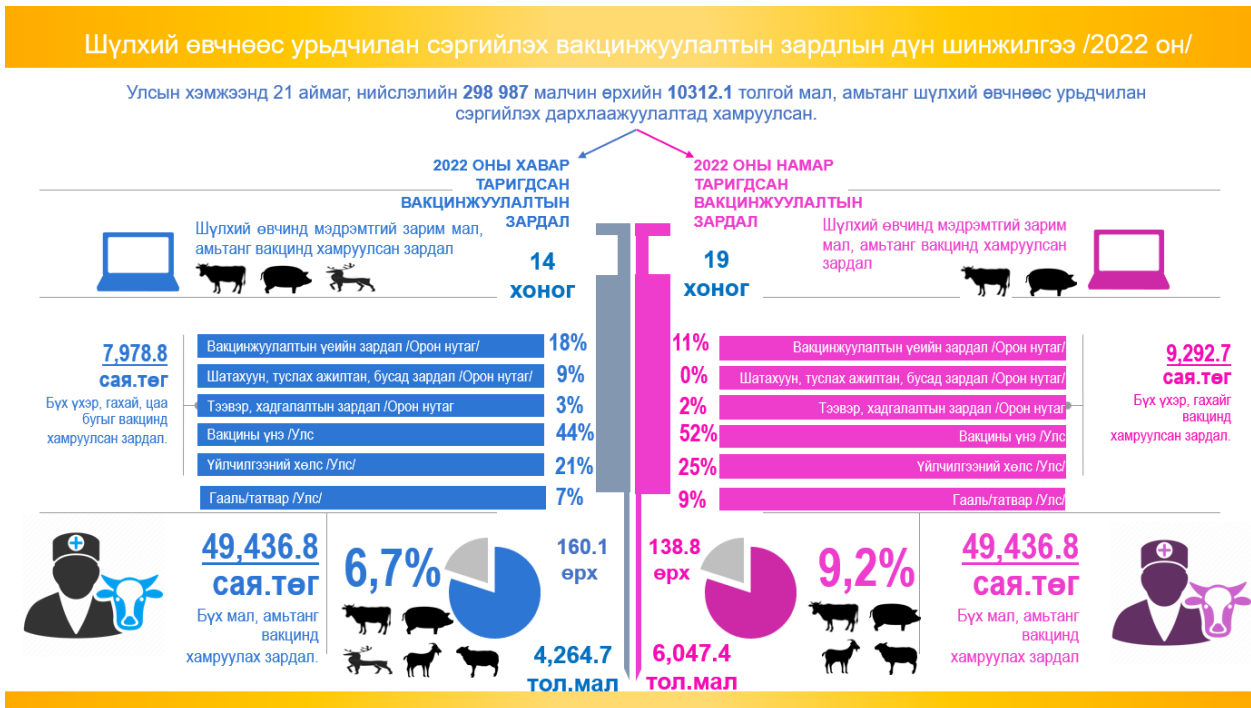 Шүлхий өвчнөөс урьдчилан сэргийлэх вакцинжуулалтын зардлын дүн шинжилгээ /2022 он/
Улсын хэмжээнд 21 аймаг, нийслэлийн 298 987 малчин өрхийн 10312.1 толгой мал, амьтанг шүлхий өвчнөөс урьдчилан
сэргийлэх дархлаажуулалтад хамруулсан.
2022 ОНЫ ХАВАР
ТАРИГДСАН
ВАКЦИНЖУУЛАЛТЫН
ЗАРДАЛ
Шүлхий өвчинд мэдрэмтгий зарим мал,
амьтанг вакцинд хамруулсан зардал
14
хоног
7,978.8
сая.төг
Бүх үхэр, гахай, цаа
бугыг вакцинд
хамруулсан зардал.
Вакцинжуулалтын үеийн зардал /Орон нутаг/
18%
Шатахуун, туслах ажилтан, бусад зардал /Орон нутаг/
9%
Тээвэр, хадгалалтын зардал /Орон нутаг
3%
Вакцины үнэ /Улс
44%
Үйлчилгээний хөлс /Улс/
21%
Гааль/татвар /Улс/
7%
49,436.8
сая.төг
Бүх мал, амьтанг
вакцинд
хамруулах зардал.
6,7%
160.1
өрх
4,264.7
тол.мал
2022 ОНЫ НАМАР
ТАРИГДСАН
ВАКЦИНЖУУЛАЛТЫН
ЗАРДАЛ
Шүлхий өвчинд мэдрэмтгий зарим
мал, амьтанг вакцинд хамруулсан
зардал
19
хоног
11%
Вакцинжуулалтын үеийн зардал /Орон нутаг/
0%
Шатахуун, туслах ажилтан, бусад зардал /Орон нутаг/
2%
Тээвэр, хадгалалтын зардал /Орон нутаг
52%
Вакцины үнэ /Улс
25%
Үйлчилгээний хөлс /Улс/
9%
Гааль/татвар /Улс/
9,292.7
сая.төг
Бүх үхэр, гахайг
вакцинд
хамруулсан зардал.
138.8
өрх
9,2%
6,047.4
тол.мал
49,436.8
сая.төг
Бүх мал, амьтанг
вакцинд
хамруулах зардал